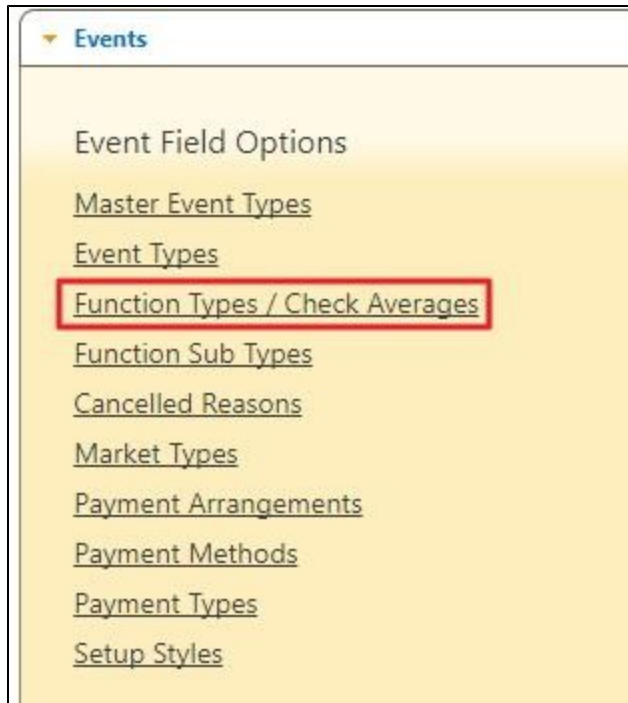 Events
Event Field Options
Master Event Types
Event Types
Function Types / Check Averages
Function Sub Types
Cancelled Reasons
Market Types
Payment Arrangements
Payment Methods
Payment Types
Setup Styles